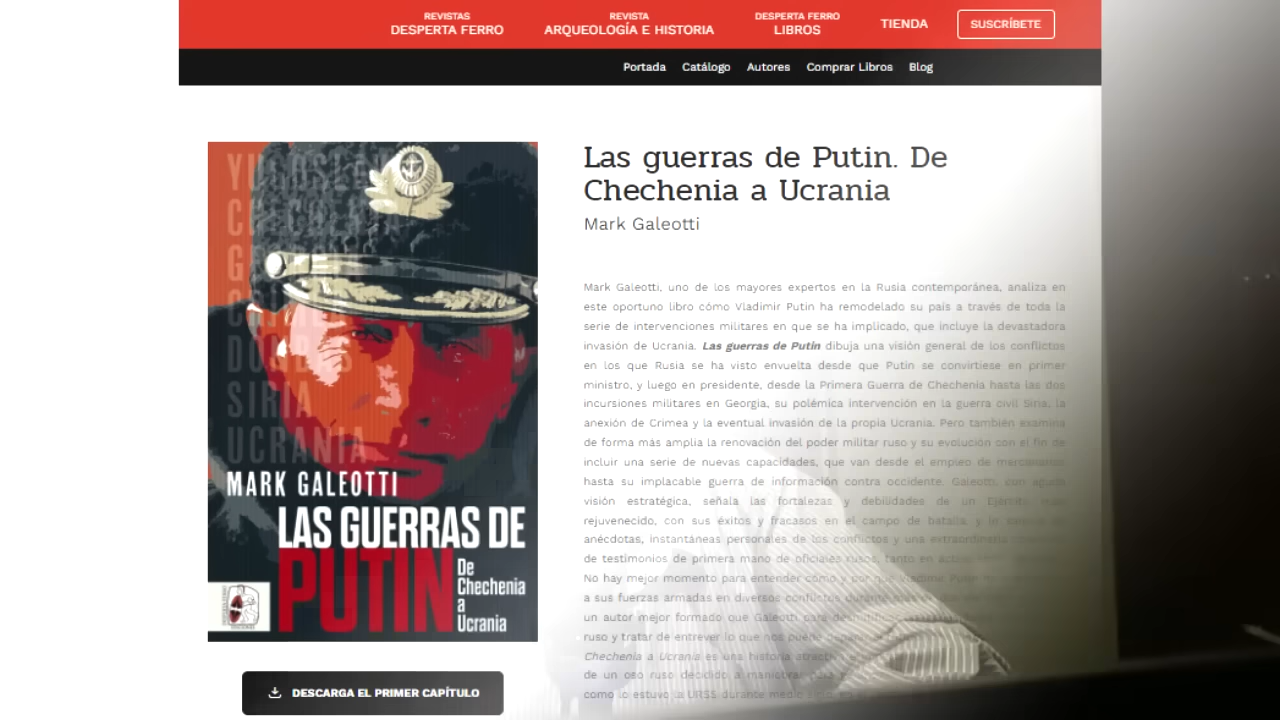 REVISTAS
DESPERTA FERRO
REVISTA
ARQUEOLOGÍA E HISTORIA
DESPERTA FERRO
LIBROS
TIENDA
SUSCRÍBETE
Portada Catálogo Autores Comprar Libros Blog
SIRIA
UCRANIA
MARK GALEOTTI
LAS GUERRAS DE
PUTIN
De
Chechenia
a
Ucrania
DESCARGA EL PRIMER CAPÍTULO
Las guerras de Putin. De
Chechenia a Ucrania
Mark Galeotti
Mark Galeotti, uno de los mayores expertos en la Rusia contemporánea, analiza en
este oportuno libro cómo Vladimir Putin ha remodelado su país a través de toda la
serie de intervenciones militares en que se ha implicado, que incluye la devastadora
invasión de Ucrania. Las guerras de Putin dibuja una visión general de los conflictos
en los que Rusia se ha visto envuelta desde que Putin se convirtiese en primer
ministro, y luego en presidente, desde la Primera Guerra de Chechenia hasta las dos
incursiones militares en Georgia, su polémica intervención en la guerra civil Siria, la
anexión de Crimea y la eventual invasión de la propia Ucrania. Pero también examina
de forma más amplia la renovación del poder militar ruso y su evolución con el fin de
incluir una serie de nuevas capacidades, que van desde el empleo de mercenarios
hasta su implacable guerra de información contra occidente. Galeotti, con aguda
visión estratégica, señala las fortalezas y debilidades de un Ejército
rejuvenecido, con sus éxitos y fracasos en el campo de batalla, y lo
anécdotas, instantáneas personales de los conflictos y una extraordinaria
de testimonios de primera mano de oficiales rusos, tanto en
No hay mejor momento para entender cómo y por qué Vladimir Putin
a sus fuerzas armadas en diversos conflictos durante
un autor mejor formado que Galeotti para
ruso y tratar de entrever lo que nos puede
Chechenia a Ucrania es una historia
de un oso ruso decidido a maniobrar
como lo estuvo la URSS durante medio siglo